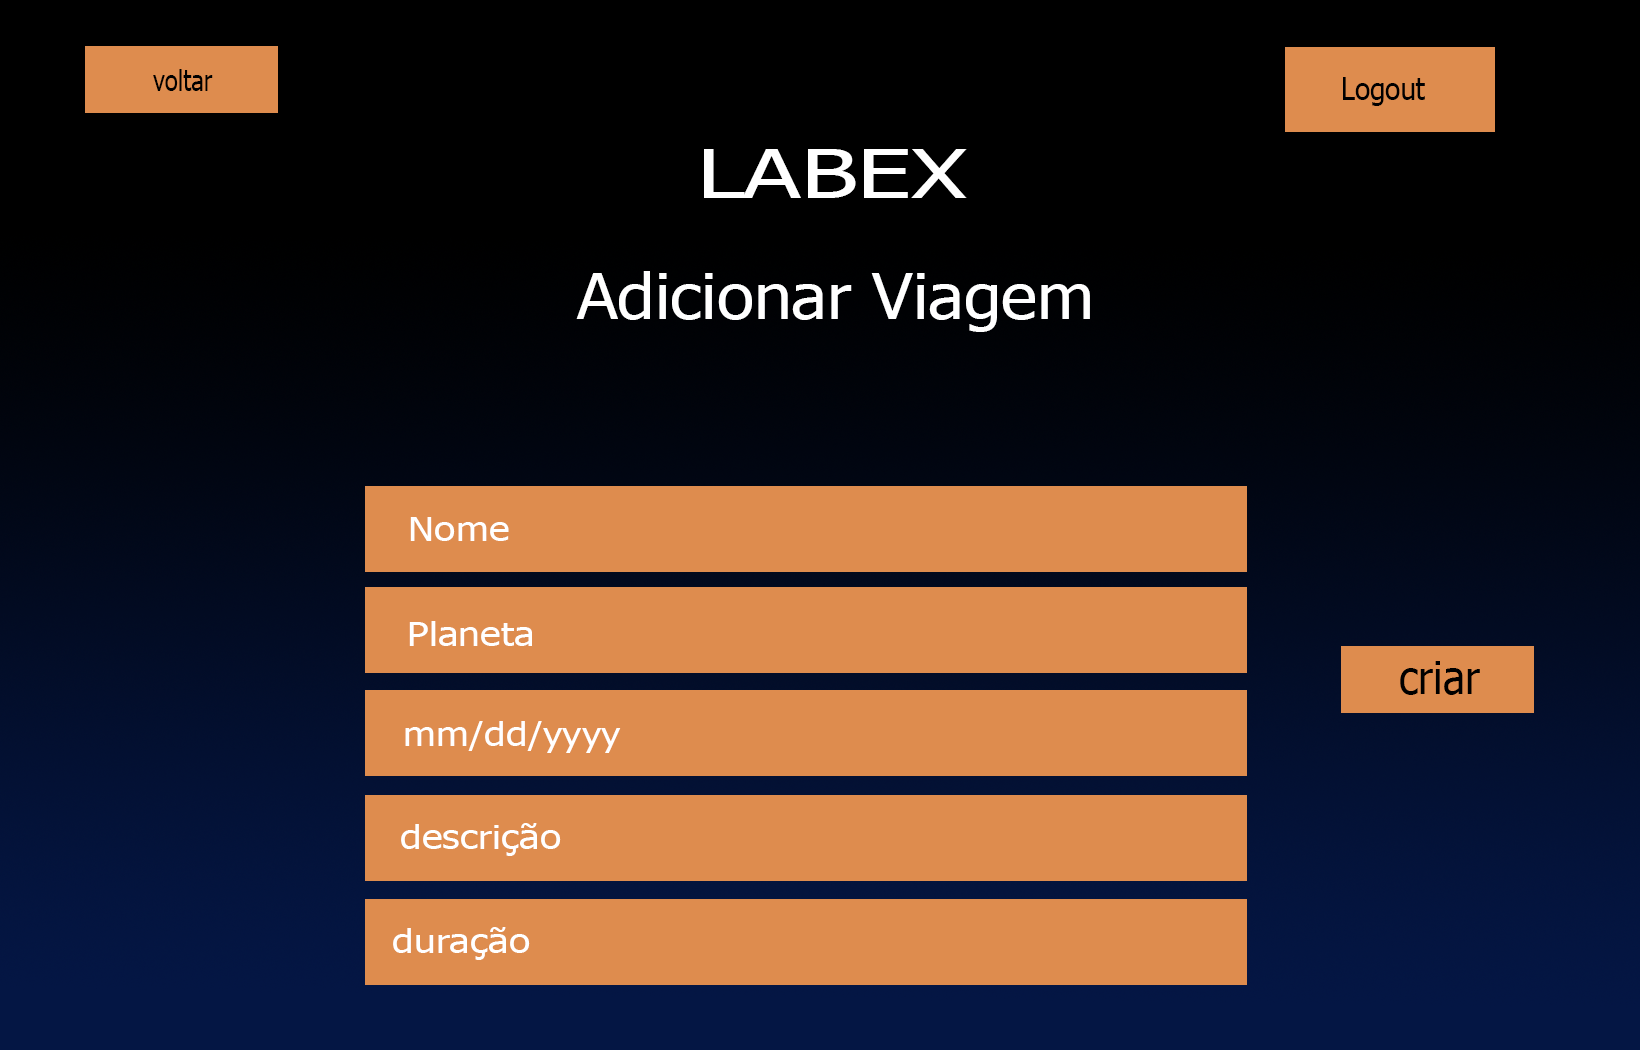 voltar
Logout
LABEX
Adicionar Viagem
Nome
Planeta
mm/dd/yyyy
criar
descrição
duração